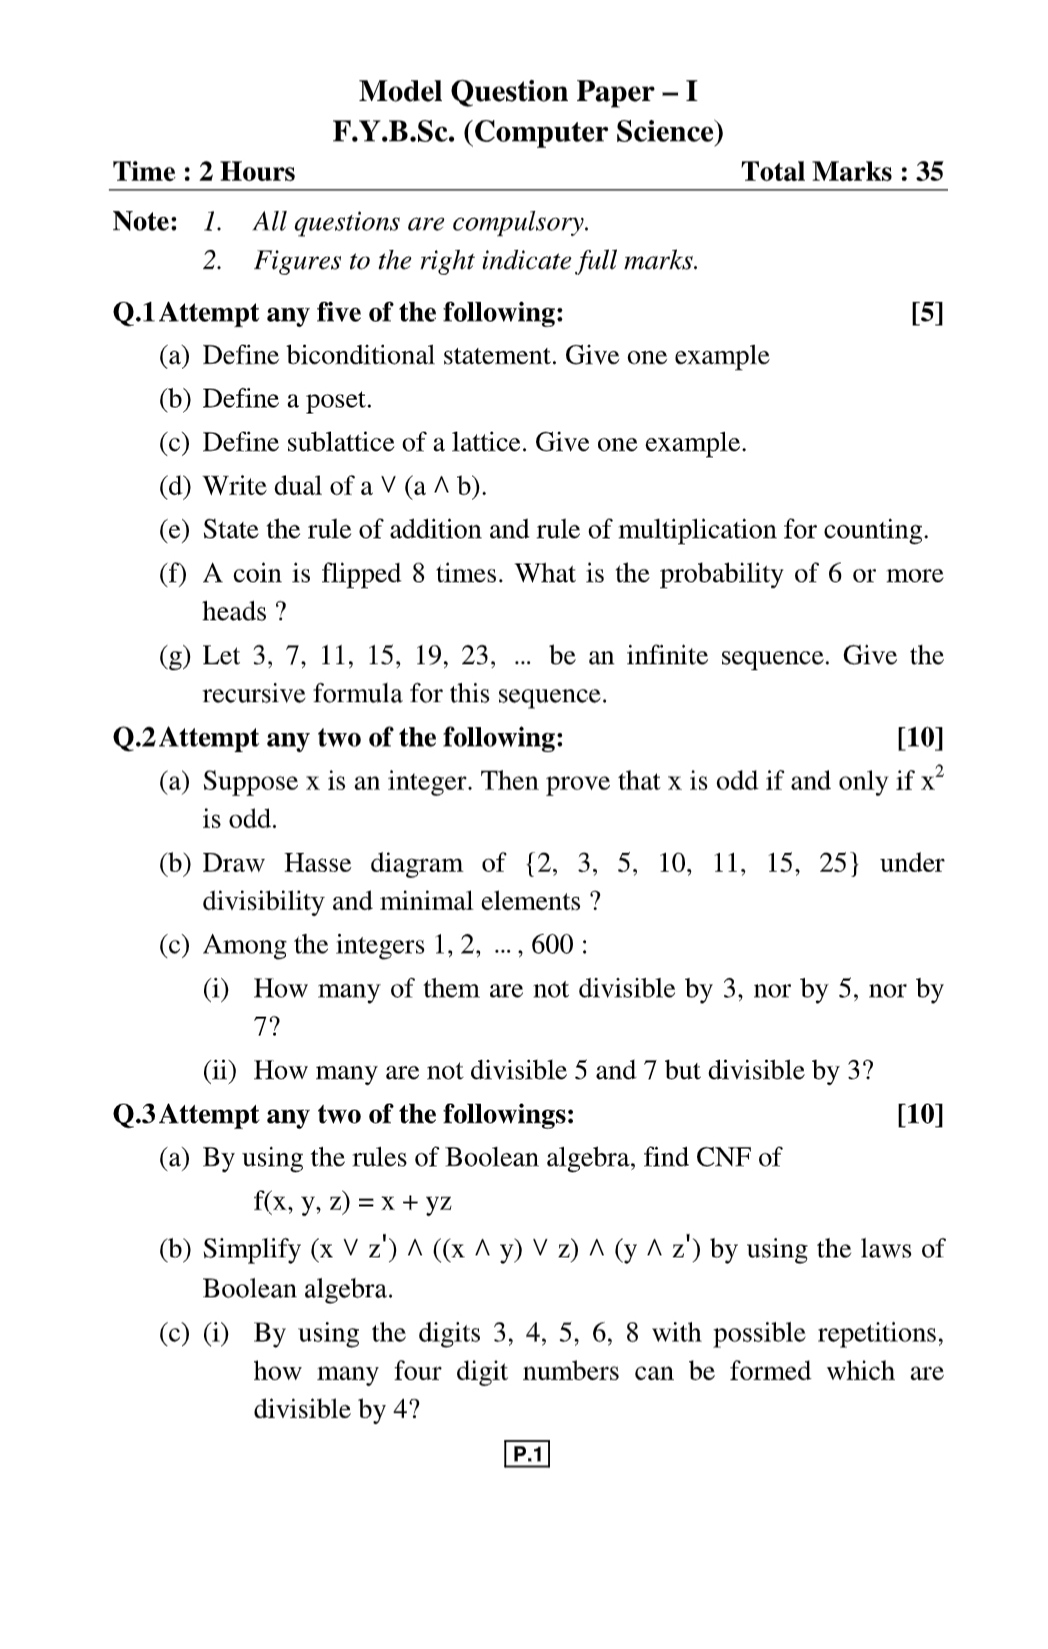 Model Question Paper – I
F.Y.B.Sc. (Computer Science)
Time : 2 Hours Total Marks : 35
Note: 1. All questions are compulsory.
2. Figures to the right indicate full marks.
Q.1 Attempt any five of the following: [5]
(a) Define biconditional statement. Give one example
(b) Define a poset.
(c) Define sublattice of a lattice. Give one example.
(d) Write dual of a ∨ (a ∧ b).
(e) State the rule of addition and rule of multiplication for counting.
(f) A coin is flipped 8 times. What is the probability of 6 or more
heads ?
(g) Let 3, 7, 11, 15, 19, 23, ... be an infinite sequence. Give the
recursive formula for this sequence.
Q.2 Attempt any two of the following: [10]
(a) Suppose x is an integer. Then prove that x is odd if and only if x²
is odd.
(b) Draw Hasse diagram of {2, 3, 5, 10, 11, 15, 25} under
divisibility and minimal elements ?
(c) Among the integers 1, 2, ... , 600 :
(i) How many of them are not divisible by 3, nor by 5, nor by
7?
(ii) How many are not divisible 5 and 7 but divisible by 3?
Q.3 Attempt any two of the followings: [10]
(a) By using the rules of Boolean algebra, find CNF of
f(x, y, z) = x + yz
(b) Simplify (x ∨ z') ∧ ((x ∧ y) ∨ z) ∧ (y ∧ z') by using the laws of
Boolean algebra.
(c) (i) By using the digits 3, 4, 5, 6, 8 with possible repetitions,
how many four digit numbers can be formed which are
divisible by 4?
P.1